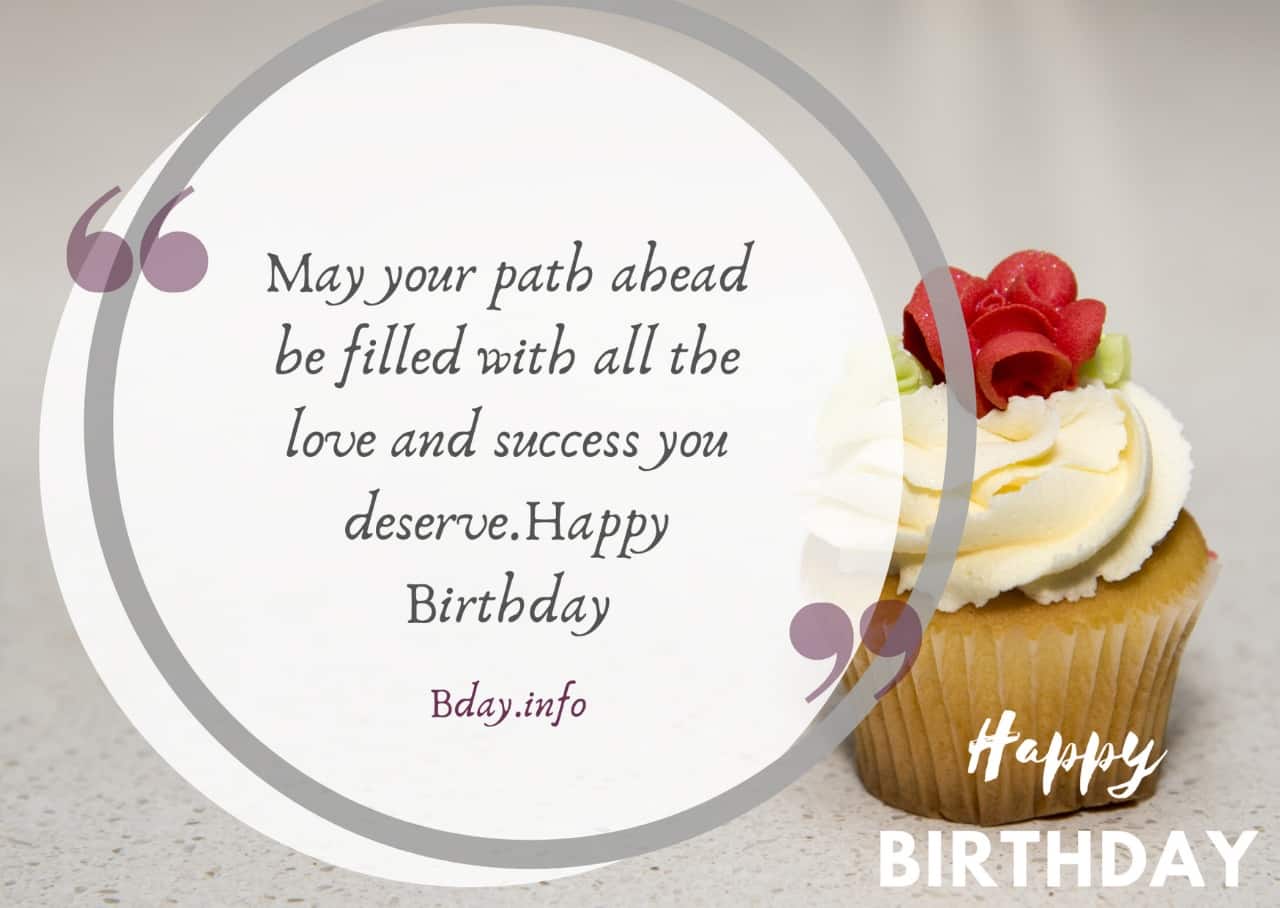 May your path ahead
be filled with all the
love and success you
deserve.Happy
Birthday
Bday.info
Happy
BIRTHDAY